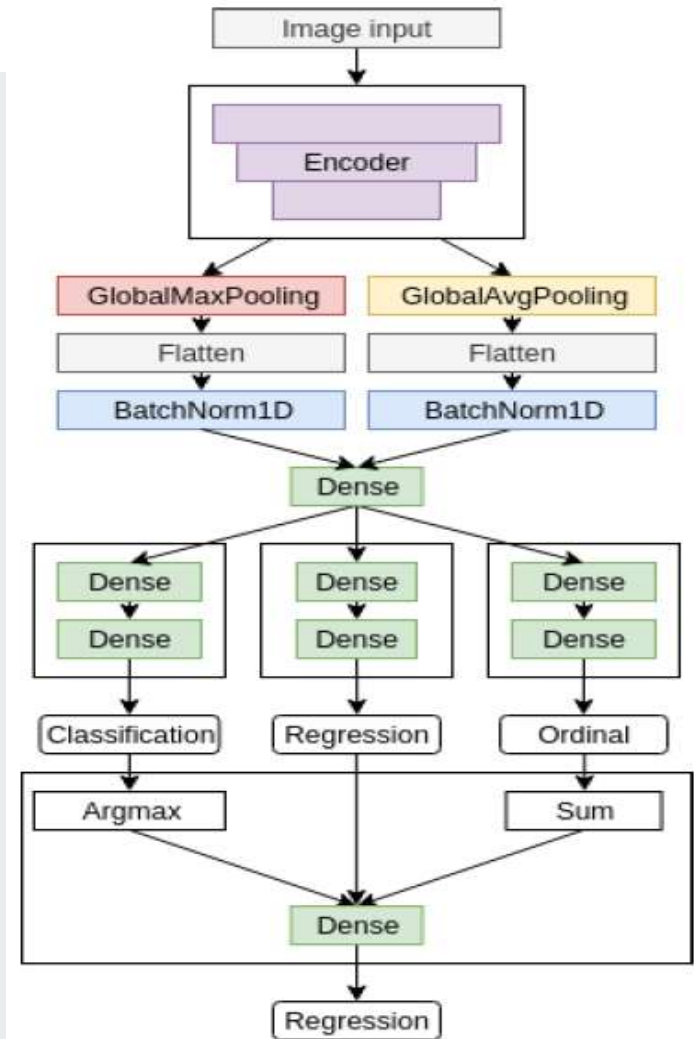 Image input
Encoder
GlobalMaxPooling GlobalAvgPooling
Flatten Flatten
BatchNorm1D BatchNorm1D
Dense
Dense Dense Dense
Dense Dense Dense
Classification Regression Ordinal
Argmax Sum
Dense
Regression